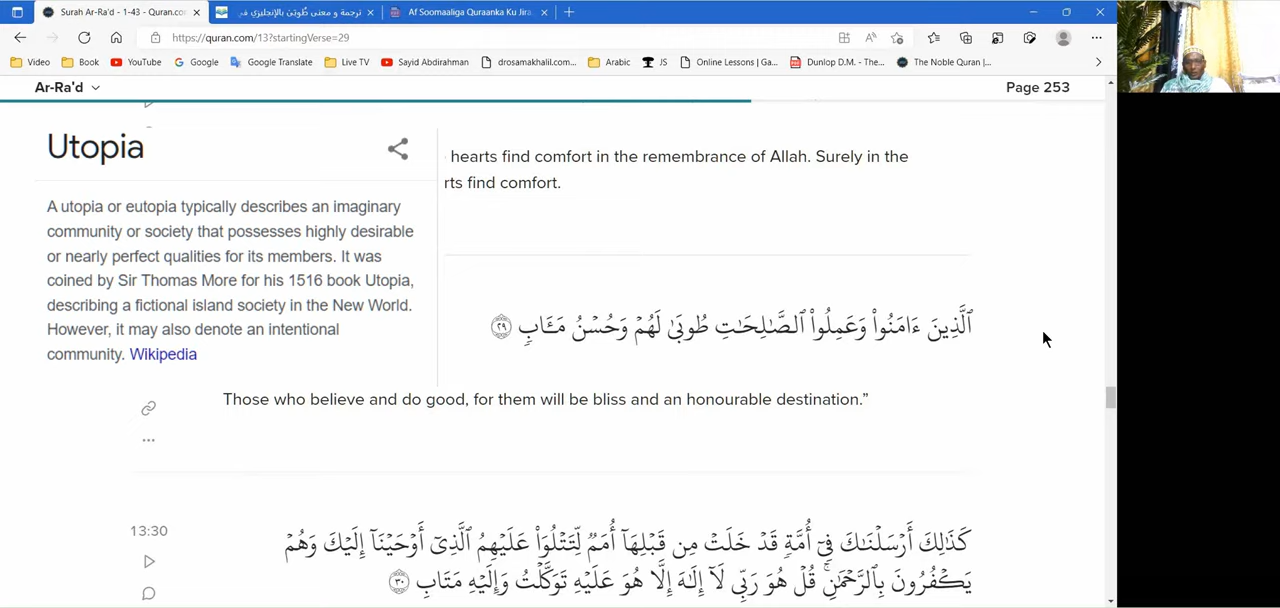 Surah Ar-Ra'd - 1-43 - Quran.co
ترجمة و معنى طُوبَىٰ بالإنجليزي في
Af Soomaaliga Quraanka Ku Jira
https://quran.com/13?startingVerse=29
Video
Book
YouTube
Google
Google Translate
Live TV
Sayid Abdirahman
drosamakhalil.com...
Arabic
JS
Online Lessons | Ga...
Dunlop D.M. - The...
The Noble Quran |...
Ar-Ra'd
Page 253
Utopia
hearts find comfort in the remembrance of Allah. Surely in the
rts find comfort.
A utopia or eutopia typically describes an imaginary
community or society that possesses highly desirable
or nearly perfect qualities for its members. It was
coined by Sir Thomas More for his 1516 book Utopia,
describing a fictional island society in the New World.
However, it may also denote an intentional
community. Wikipedia
ٱلَّذِينَ ءَامَنُوا۟ وَعَمِلُوا۟ ٱلصَّـٰلِحَـٰتِ طُوبَىٰ لَهُمْ وَحُسْنُ مَـَٔابٍۢ ٢٩
Those who believe and do good, for them will be bliss and an honourable destination.”
13:30
كَذَٰلِكَ أَرْسَلْنَـٰكَ فِىٓ أُمَّةٍۢ قَدْ خَلَتْ مِن قَبْلِهَآ أُمَمٌۭ لِّتَتْلُوَا۟ عَلَيْهِمُ ٱلَّذِىٓ أَوْحَيْنَآ إِلَيْكَ وَهُمْ
يَكْفُرُونَ بِٱلرَّحْمَـٰنِ ۚ قُلْ هُوَ رَبِّى لَآ إِلَـٰهَ إِلَّا هُوَ عَلَيْهِ تَوَكَّلْتُ وَإِلَيْهِ مَتَابِ ٣٠